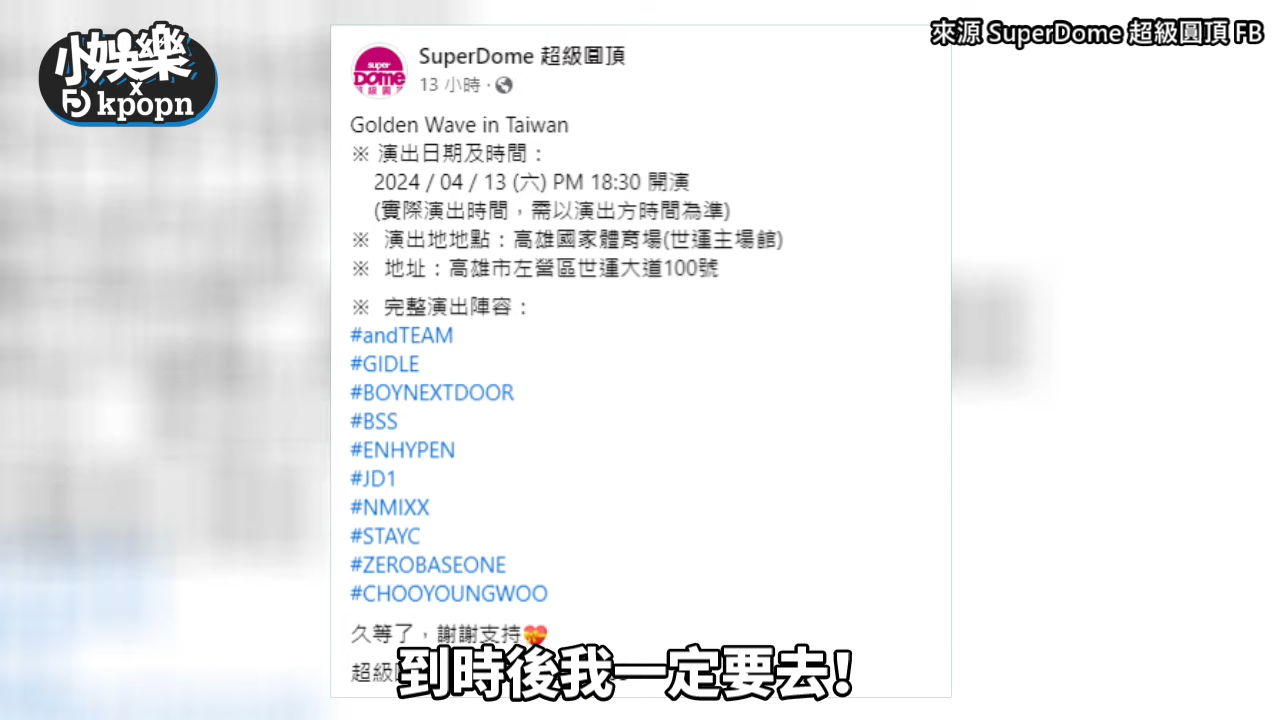 小娛樂
x
kpopn
來源 SuperDome 超級圓頂 FB
super
DOME
超級圓頂
SuperDome 超級圓頂
13 小時 ·
Golden Wave in Taiwan
※ 演出日期及時間：
2024 / 04 / 13 (六) PM 18:30 開演
(實際演出時間，需以演出方時間為準)
※ 演出地地點：高雄國家體育場(世運主場館)
※ 地址：高雄市左營區世運大道100號
※ 完整演出陣容：
#andTEAM
#GIDLE
#BOYNEXTDOOR
#BSS
#ENHYPEN
#JD1
#NMIXX
#STAYC
#ZEROBASEONE
#CHOOYOUNGWOO
久等了，謝謝支持💝
超級
到時後我一定要去!